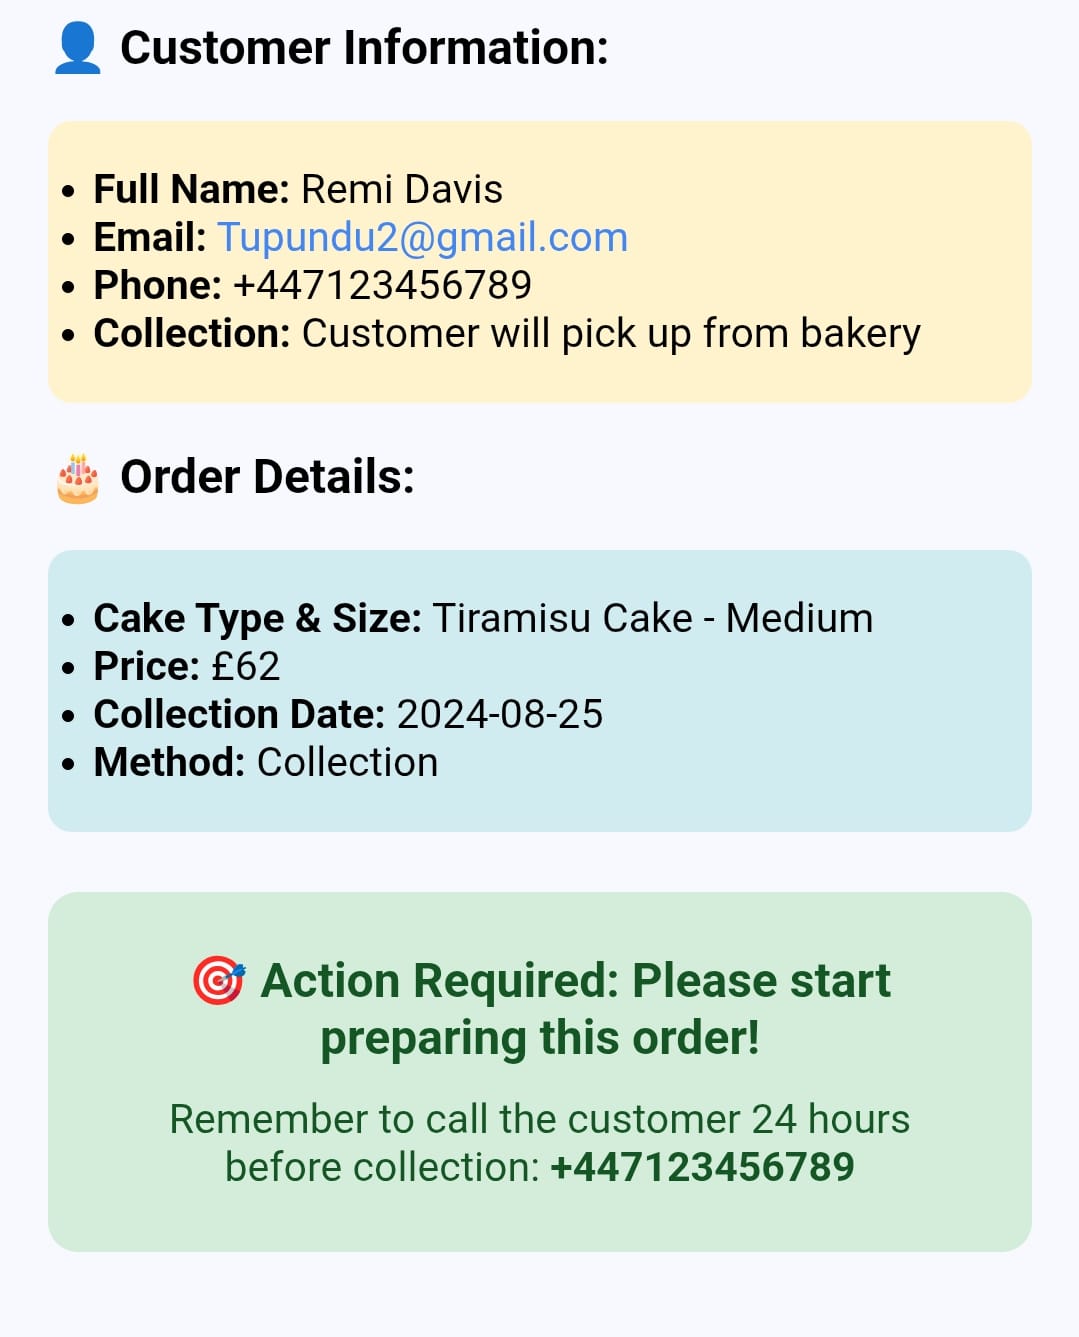 Customer Information:
Full Name: Remi Davis
Email: Tupundu2@gmail.com
Phone: +447123456789
Collection: Customer will pick up from bakery
Order Details:
Cake Type & Size: Tiramisu Cake - Medium
Price: £62
Collection Date: 2024-08-25
Method: Collection
Action Required: Please start
preparing this order!
Remember to call the customer 24 hours
before collection: +447123456789